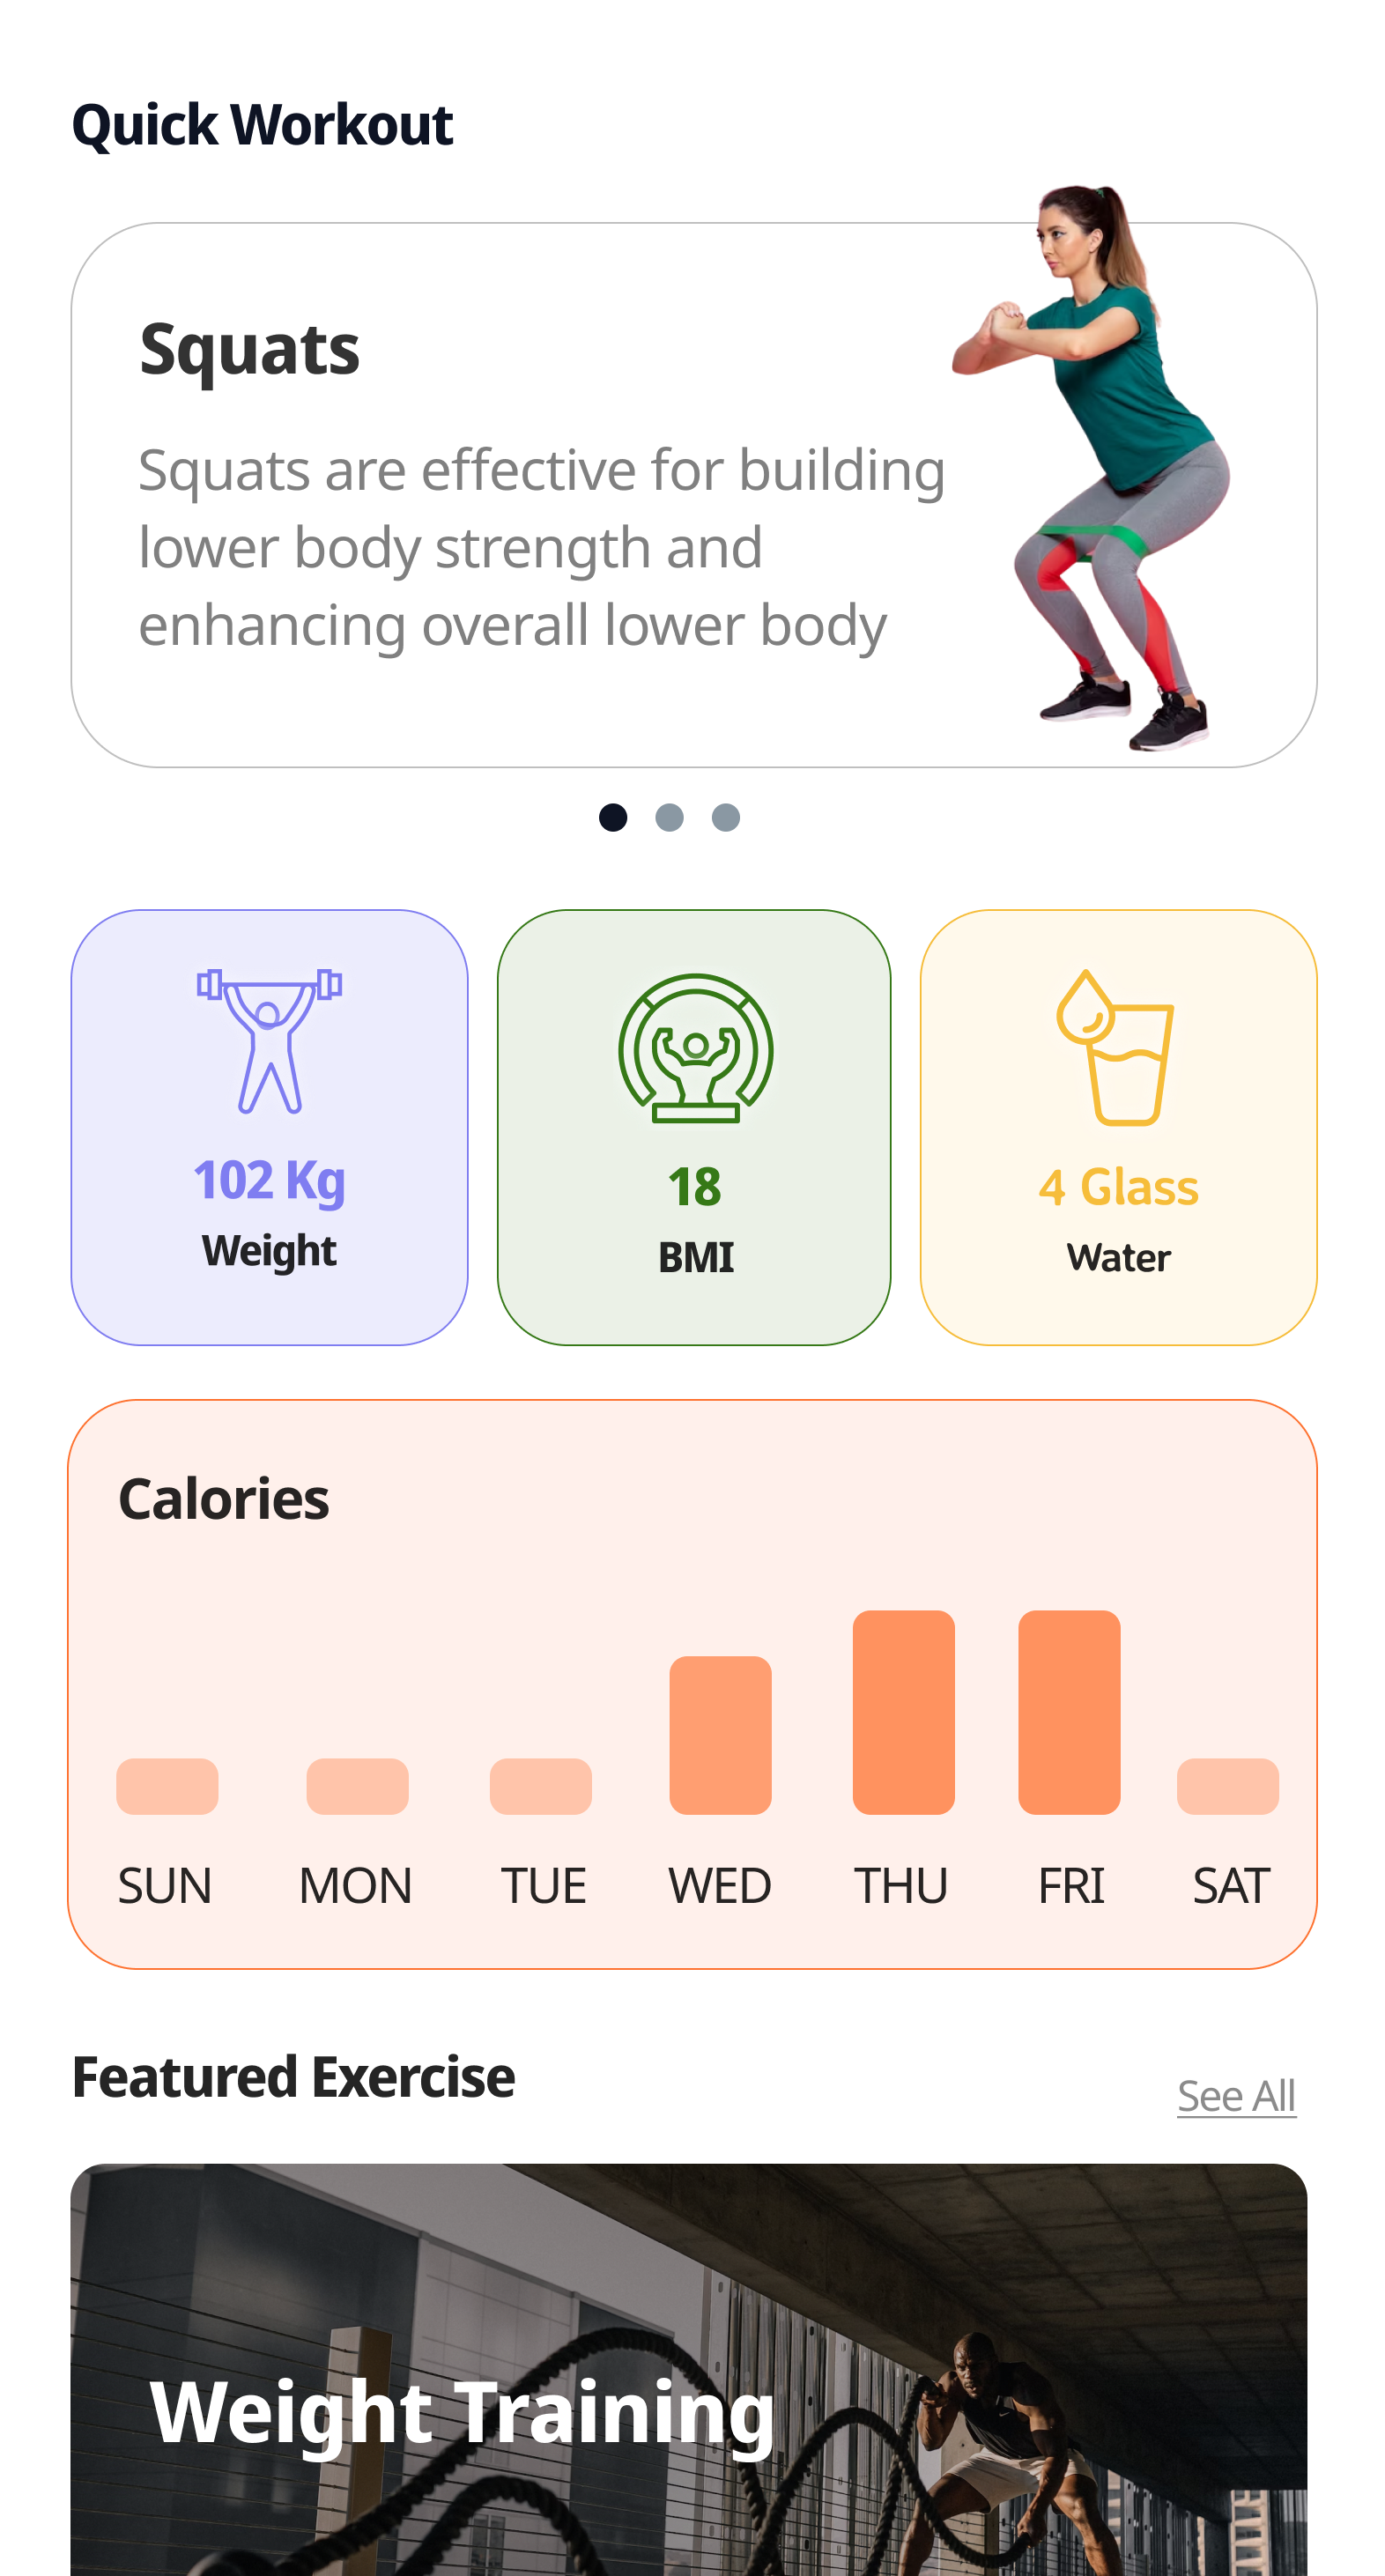 Quick Workout
Squats
Squats are effective for building
lower body strength and
enhancing overall lower body
102 Kg
Weight
18
BMI
4 Glass
Water
Calories
SUN MON TUE WED THU FRI SAT
Featured Exercise
See All
Weight Training